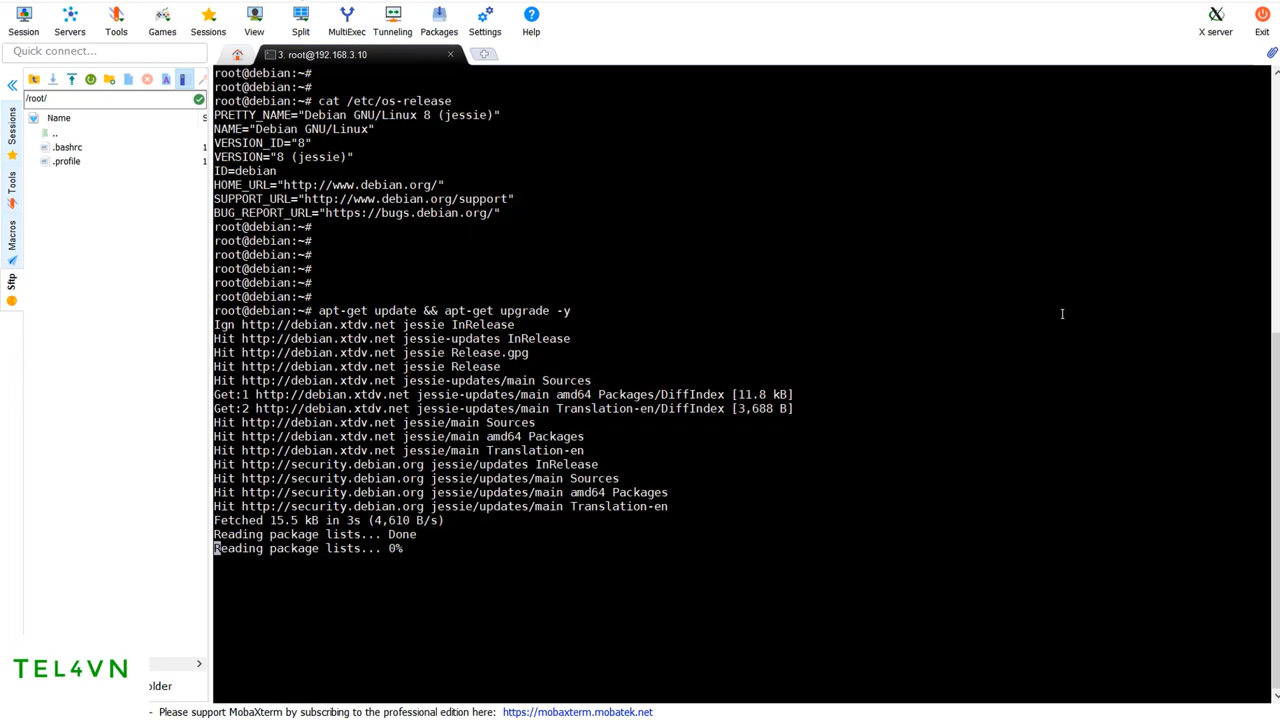 Session Servers Tools Games Sessions View Split MultiExec Tunneling Packages Settings Help X server Exit
Quick connect...
3. root@192.168.3.10
/root/
Name
S
..
.bashrc
1
.profile
1
Sessions
Tools
Macros
Sftp
root@debian:~#
root@debian:~#
root@debian:~# cat /etc/os-release
PRETTY_NAME="Debian GNU/Linux 8 (jessie)"
NAME="Debian GNU/Linux"
VERSION_ID="8"
VERSION="8 (jessie)"
ID=debian
HOME_URL="http://www.debian.org/"
SUPPORT_URL="http://www.debian.org/support"
BUG_REPORT_URL="https://bugs.debian.org/"
root@debian:~#
root@debian:~#
root@debian:~#
root@debian:~#
root@debian:~#
root@debian:~#
root@debian:~# apt-get update && apt-get upgrade -y
Ign http://debian.xtdv.net jessie InRelease
Hit http://debian.xtdv.net jessie-updates InRelease
Hit http://debian.xtdv.net jessie Release.gpg
Hit http://debian.xtdv.net jessie Release
Hit http://debian.xtdv.net jessie-updates/main Sources
Get:1 http://debian.xtdv.net jessie-updates/main amd64 Packages/DiffIndex [11.8 kB]
Get:2 http://debian.xtdv.net jessie-updates/main Translation-en/DiffIndex [3,688 B]
Hit http://debian.xtdv.net jessie/main Sources
Hit http://debian.xtdv.net jessie/main amd64 Packages
Hit http://debian.xtdv.net jessie/main Translation-en
Hit http://security.debian.org jessie/updates InRelease
Hit http://security.debian.org jessie/updates/main Sources
Hit http://security.debian.org jessie/updates/main amd64 Packages
Hit http://security.debian.org jessie/updates/main Translation-en
Fetched 15.5 kB in 3s (4,610 B/s)
Reading package lists... Done
Reading package lists... 0%
TEL4VN
older
- Please support MobaXterm by subscribing to the professional edition here: https://mobaxterm.mobatek.net